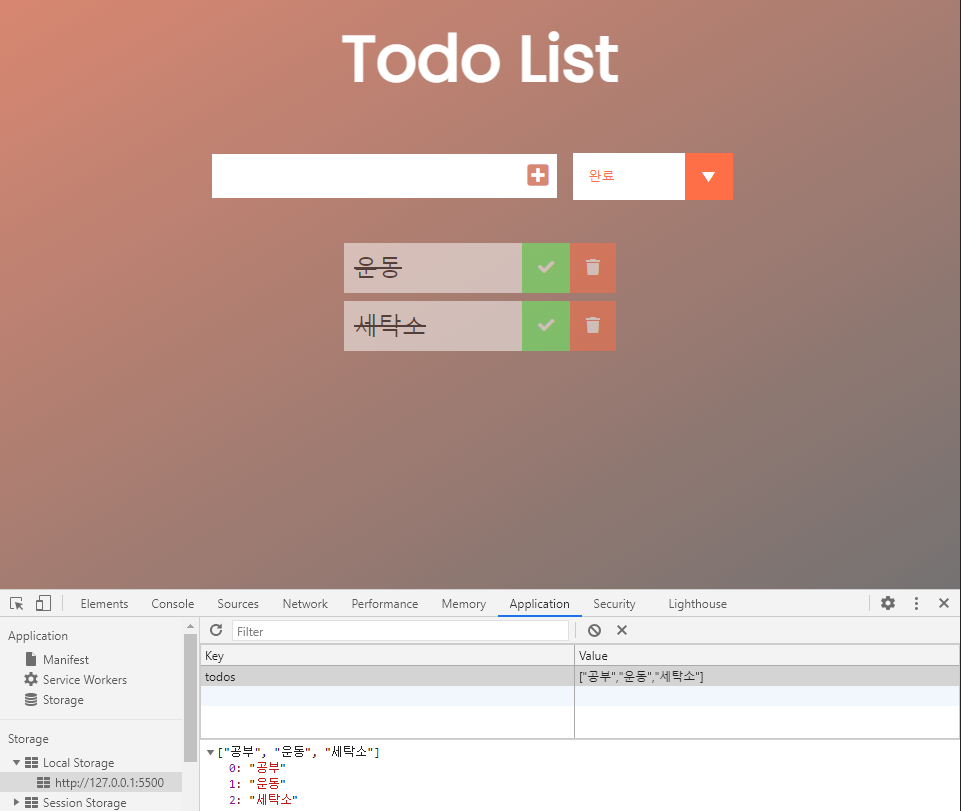 Todo List
완료
운동
세탁소
Elements Console Sources Network Performance Memory Application Security Lighthouse
Application
Manifest
Service Workers
Storage
Storage
Local Storage
http://127.0.0.1:5500
Session Storage
Filter
Key Value
todos ["공부","운동","세탁소"]
["공부", "운동", "세탁소"]
0: "공부"
1: "운동"
2: "세탁소"